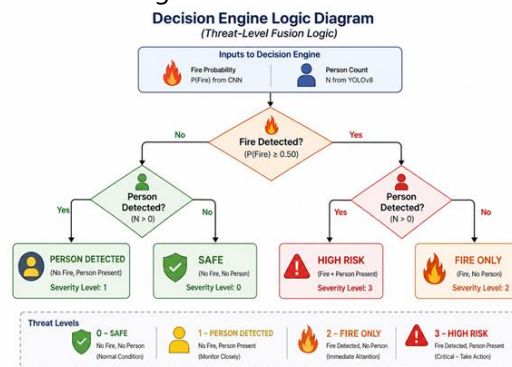 Decision Engine Logic Diagram
(Threat-Level Fusion Logic)
Inputs to Decision Engine
Fire Probability
P(Fire) from CNN
Person Count
N from YOLOv8
No
Fire Detected?
(P(Fire) ≥ 0.50)
Yes
Yes
Person
Detected?
(N > 0)
No
Yes
Person
Detected?
(N > 0)
No
PERSON DETECTED
(No Fire, Person Present)
Severity Level: 1
SAFE
(No Fire, No Person)
Severity Level: 0
HIGH RISK
(Fire + Person Present)
Severity Level: 3
FIRE ONLY
(Fire, No Person)
Severity Level: 2
Threat Levels
0 – SAFE
No Fire, No Person
(Normal Condition)
1 – PERSON DETECTED
No Fire, Person Present
(Monitor Closely)
2 – FIRE ONLY
Fire Detected, No Person
(Immediate Attention)
3 – HIGH RISK
Fire Detected, Person Present
(Critical – Take Action)